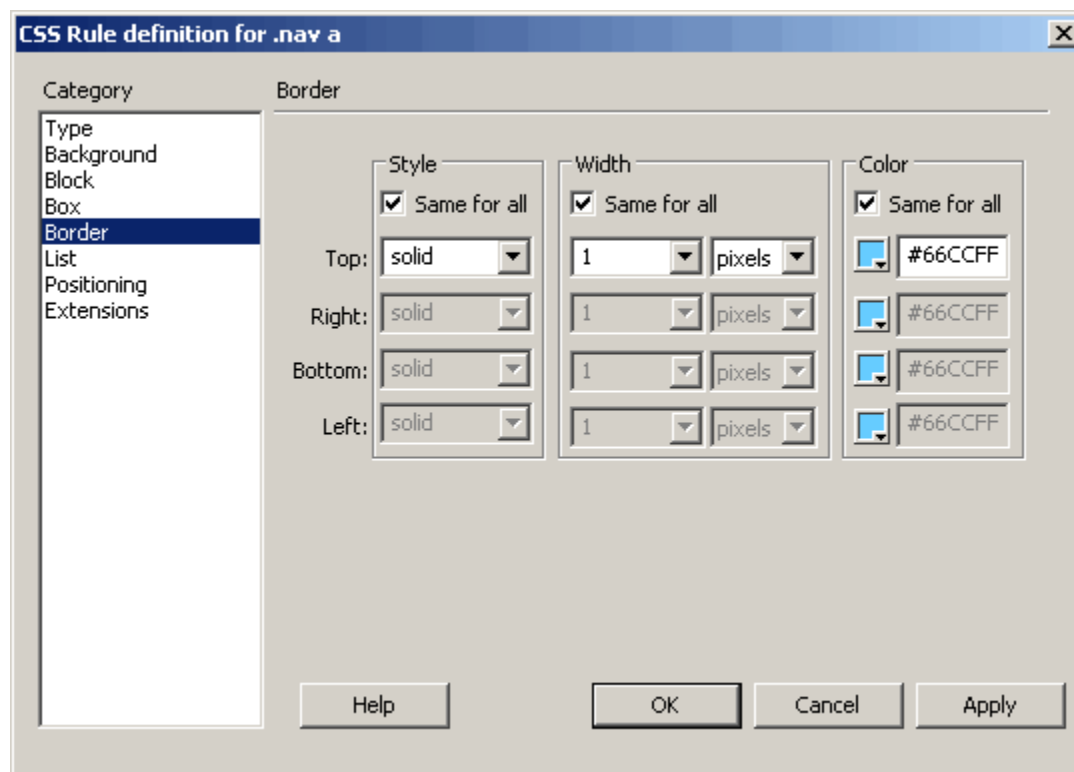 CSS Rule definition for .nav a
Category
Type
Background
Block
Box
Border
List
Positioning
Extensions
Border
Style Width Color
Same for all Same for all Same for all
Top: solid 1 pixels #66CCFF
Right: solid 1 pixels #66CCFF
Bottom: solid 1 pixels #66CCFF
Left: solid 1 pixels #66CCFF
Help OK Cancel Apply